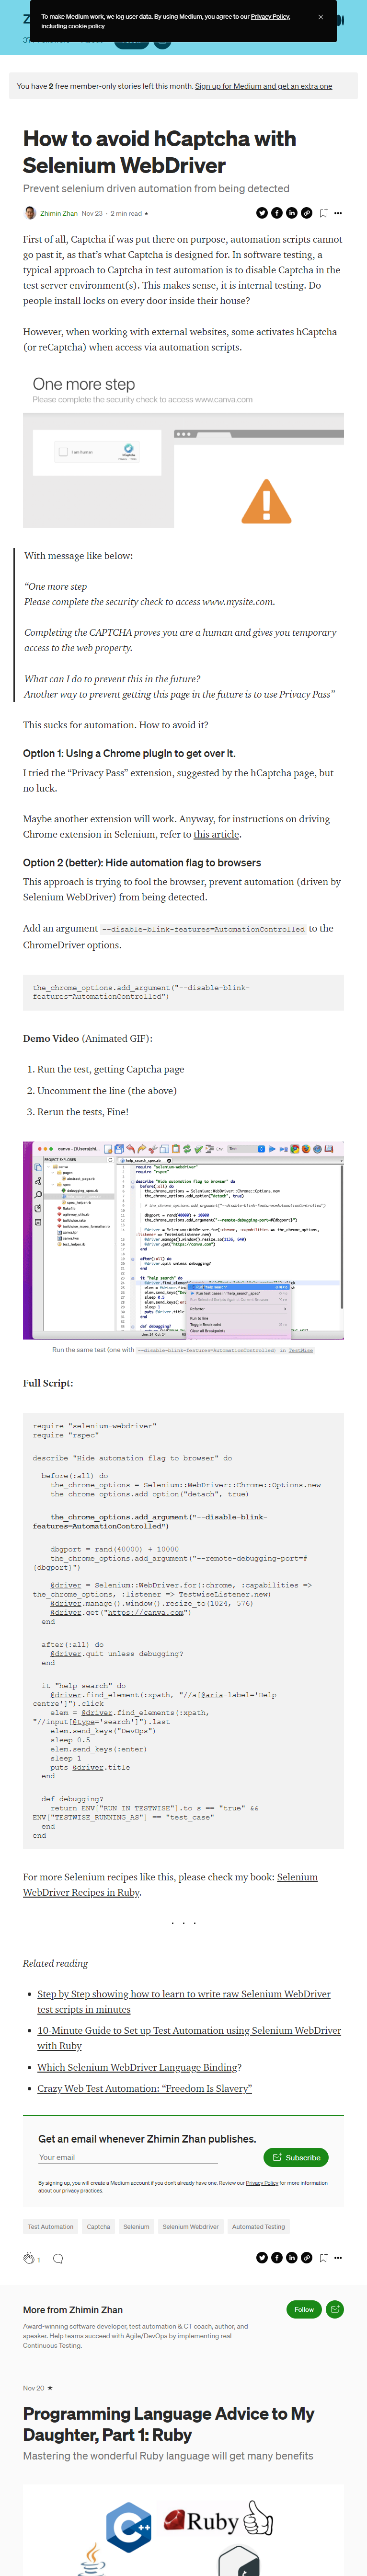 To make Medium work, we log user data. By using Medium, you agree to our Privacy Policy,
including cookie policy.
You have 2 free member-only stories left this month. Sign up for Medium and get an extra one
How to avoid hCaptcha with
Selenium WebDriver
Prevent selenium driven automation from being detected
Zhimin Zhan Nov 23 · 2 min read
First of all, Captcha if was put there on purpose, automation scripts cannot
go past it, as that's what Captcha is designed for. In software testing, a
typical approach to Captcha in test automation is to disable Captcha in the
test server environment(s). This makes sense, it is internal testing. Do
people install locks on every door inside their house?
However, when working with external websites, some activates hCaptcha
(or reCaptcha) when access via automation scripts.
One more step
Please complete the security check to access www.canva.com
With message like below:
“One more step
Please complete the security check to access www.mysite.com.
Completing the CAPTCHA proves you are a human and gives you temporary
access to the web property.
What can I do to prevent this in the future?
Another way to prevent getting this page in the future is to use Privacy Pass”
This sucks for automation. How to avoid it?
Option 1: Using a Chrome plugin to get over it.
I tried the “Privacy Pass” extension, suggested by the hCaptcha page, but
no luck.
Maybe another extension will work. Anyway, for instructions on driving
Chrome extension in Selenium, refer to this article.
Option 2 (better): Hide automation flag to browsers
This approach is trying to fool the browser, prevent automation (driven by
Selenium WebDriver) from being detected.
Add an argument --disable-blink-features=AutomationControlled to the
ChromeDriver options.
the_chrome_options.add_argument("--disable-blink-
features=AutomationControlled")
Demo Video (Animated GIF):
1. Run the test, getting Captcha page
2. Uncomment the line (the above)
3. Rerun the tests, Fine!
Run the same test (one with --disable-blink-features=AutomationControlled) in TestWise
Full Script:
require "selenium-webdriver"
require "rspec"
describe "Hide automation flag to browser" do
before(:all) do
the_chrome_options = Selenium::WebDriver::Chrome::Options.new
the_chrome_options.add_option("detach", true)
the_chrome_options.add_argument("--disable-blink-
features=AutomationControlled")
dbgport = rand(40000) + 10000
the_chrome_options.add_argument("--remote-debugging-port=#
{dbgport}")
@driver = Selenium::WebDriver.for(:chrome, :capabilities =>
the_chrome_options, :listener => TestwiseListener.new)
@driver.manage().window().resize_to(1024, 576)
@driver.get("https://canva.com")
end
after(:all) do
@driver.quit unless debugging?
end
it "help search" do
@driver.find_element(:xpath, "//a[@aria-label='Help
centre']").click
elem = @driver.find_elements(:xpath,
"//input[@type='search']").last
elem.send_keys("DevOps")
sleep 0.5
elem.send_keys(:enter)
sleep 1
puts @driver.title
end
def debugging?
return ENV["RUN_IN_TESTWISE"].to_s == "true" &&
ENV["TESTWISE_RUNNING_AS"] == "test_case"
end
end
For more Selenium recipes like this, please check my book: Selenium
WebDriver Recipes in Ruby.
Related reading
Step by Step showing how to learn to write raw Selenium WebDriver
test scripts in minutes
10-Minute Guide to Set up Test Automation using Selenium WebDriver
with Ruby
Which Selenium WebDriver Language Binding?
Crazy Web Test Automation: “Freedom Is Slavery”
Get an email whenever Zhimin Zhan publishes.
Your email
Subscribe
By signing up, you will create a Medium account if you don't already have one. Review our Privacy Policy for more information
about our privacy practices.
Test Automation Captcha Selenium Selenium Webdriver Automated Testing
1
More from Zhimin Zhan
Follow
Award-winning software developer, test automation & CT coach, author, and
speaker. Help teams succeed with Agile/DevOps by implementing real
Continuous Testing.
Nov 20
Programming Language Advice to My
Daughter, Part 1: Ruby
Mastering the wonderful Ruby language will get many benefits
C++
Ruby